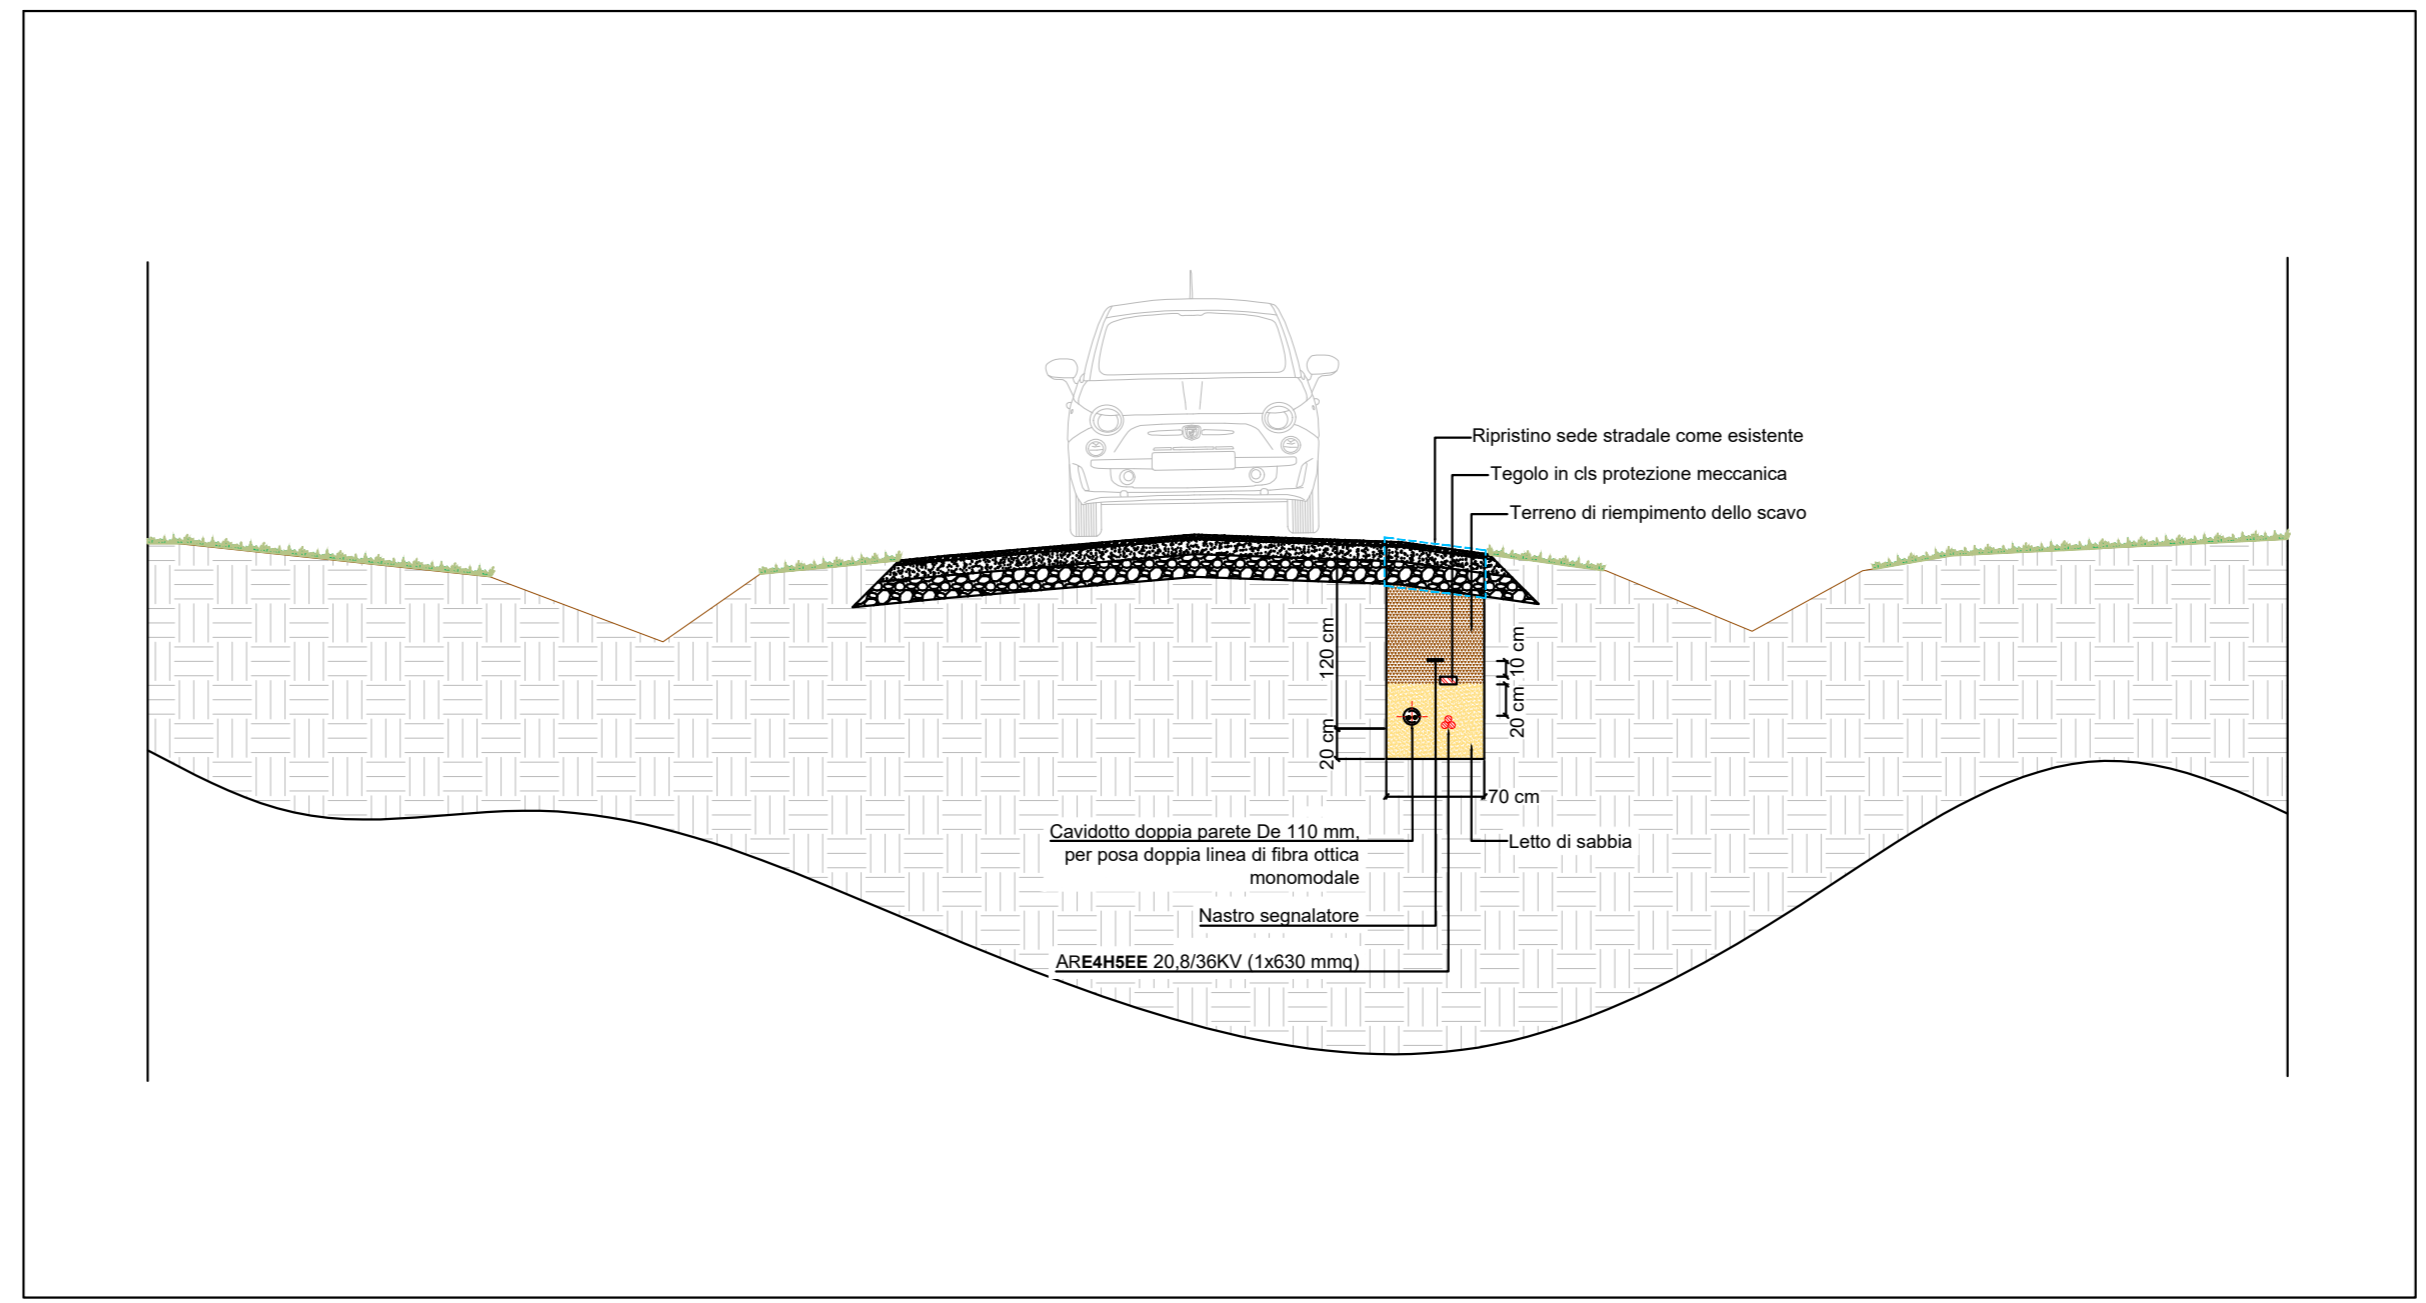 Ripristino sede stradale come esistente
Tegolo in cls protezione meccanica
Terreno di riempimento dello scavo
120 cm
10 cm
20 cm
20 cm
70 cm
Cavidotto doppia parete De 110 mm,
per posa doppia linea di fibra ottica
monomodale
Letto di sabbia
Nastro segnalatore
ARE4H5EE 20,8/36KV (1x630 mmq)